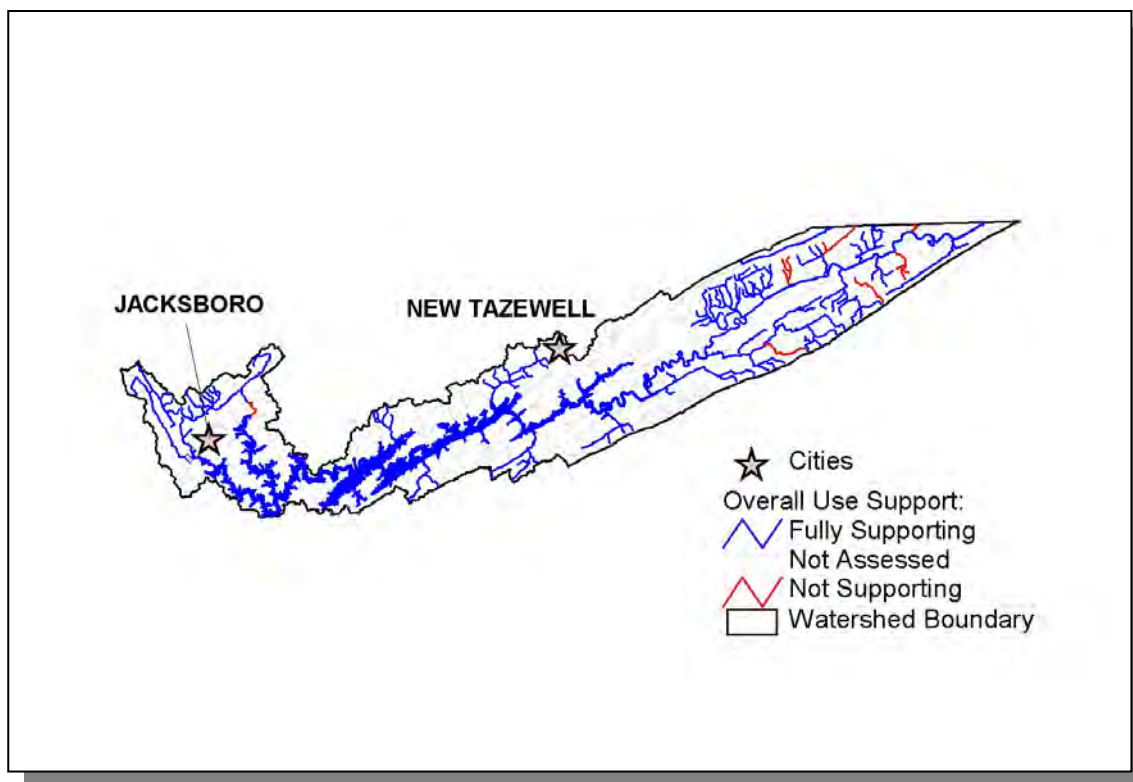 JACKSBORO
NEW TAZEWELL
Cities
Overall Use Support:
Fully Supporting
Not Assessed
Not Supporting
Watershed Boundary